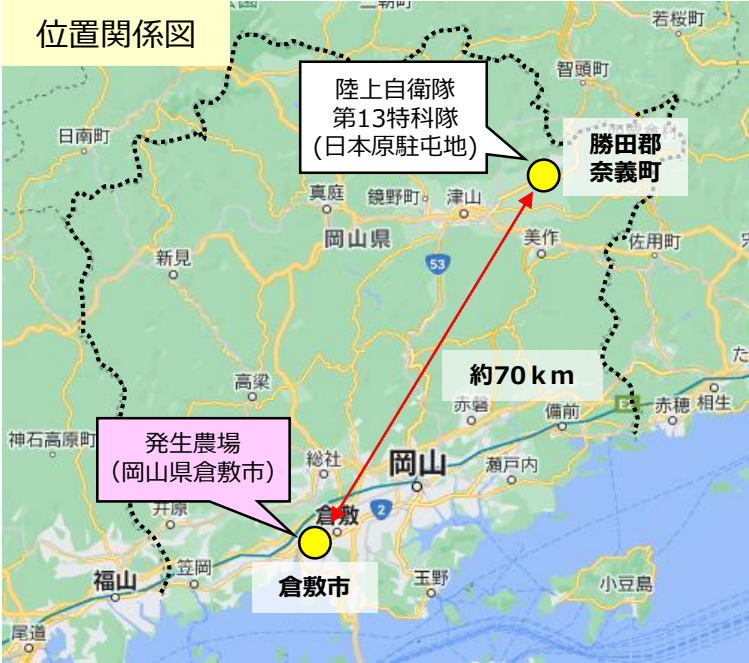 位置関係図
三朝町
若桜町
智頭町
陸上自衛隊
第13特科隊
(日本原駐屯地)
日南町
勝田郡
奈義町
真庭
鏡野町
津山
岡山県
美作
佐用町
新見
53
約70ｋｍ
高梁
赤磐
備前
赤穂
相生
た
E2
神石高原町
発生農場
（岡山県倉敷市）
総社
岡山
瀬戸内
井原
倉敷
2
福山
笠岡
倉敷市
玉野
小豆島
尾道